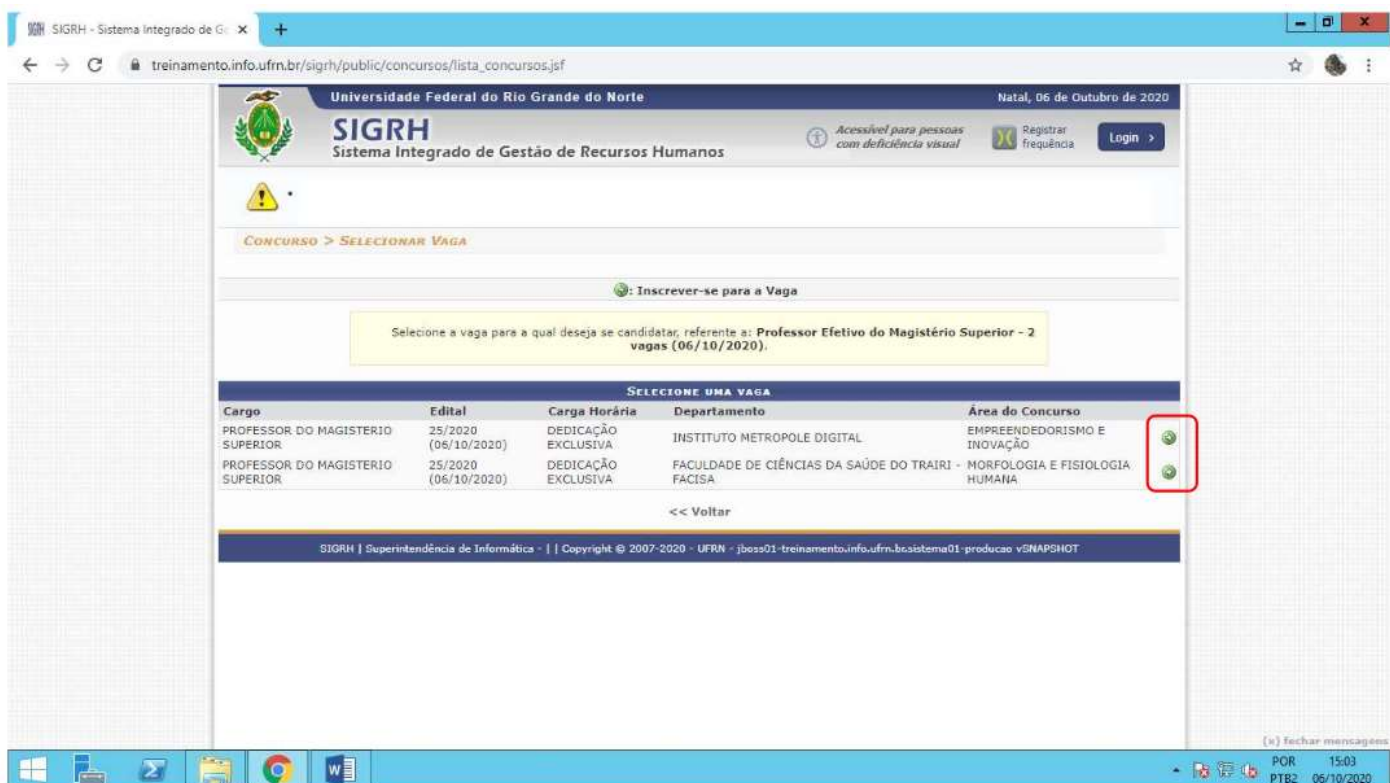 SIGRH - Sistema Integrado de Ge
treinamento.info.ufrn.br/sigrh/public/concursos/lista_concursos.jsf
Universidade Federal do Rio Grande do Norte
Natal, 06 de Outubro de 2020
SIGRH
Sistema Integrado de Gestão de Recursos Humanos
Acessível para pessoas
com deficiência visual
Registrar
frequência
Login >
CONCURSO > SELECIONAR VAGA
: Inscrever-se para a Vaga
Selecione a vaga para a qual deseja se candidatar, referente a: Professor Efetivo do Magistério Superior - 2
vagas (06/10/2020).
SELECIONE UMA VAGA
Cargo Edital Carga Horária Departamento Área do Concurso
PROFESSOR DO MAGISTERIO
SUPERIOR
25/2020
(06/10/2020)
DEDICAÇÃO
EXCLUSIVA
INSTITUTO METROPOLE DIGITAL
EMPREENDEDORISMO E
INOVAÇÃO
PROFESSOR DO MAGISTERIO
SUPERIOR
25/2020
(06/10/2020)
DEDICAÇÃO
EXCLUSIVA
FACULDADE DE CIÊNCIAS DA SAÚDE DO TRAIRI -
FACISA
MORFOLOGIA E FISIOLOGIA
HUMANA
<< Voltar
SIGRH | Superintendência de Informática - | | Copyright © 2007-2020 - UFRN - jboss01-treinamento.info.ufrn.br.sistema01-producao vSNAPSHOT
(x) fechar mensagens
POR
PTB2
15:03
06/10/2020